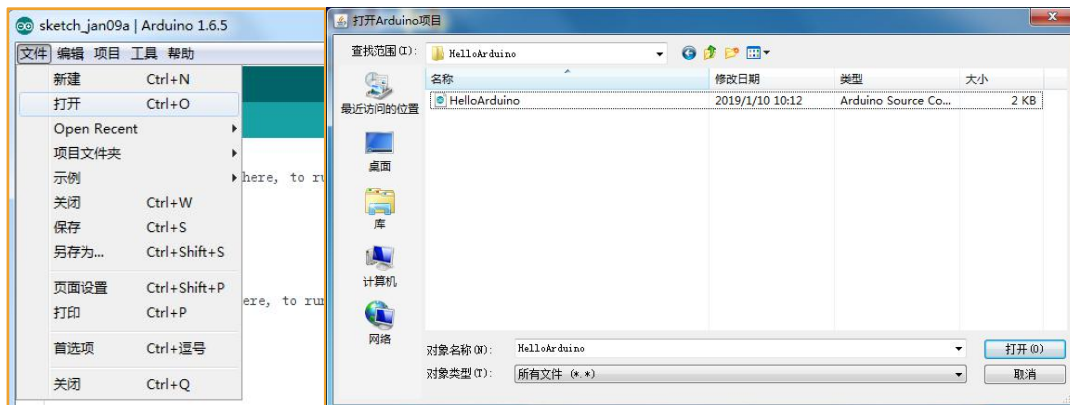 sketch_jan09a | Arduino 1.6.5
文件 编辑 项目 工具 帮助
新建 Ctrl+N
打开 Ctrl+O
Open Recent
项目文件夹
示例
关闭 Ctrl+W
保存 Ctrl+S
另存为... Ctrl+Shift+S
页面设置 Ctrl+Shift+P
打印 Ctrl+P
首选项 Ctrl+逗号
关闭 Ctrl+Q
here, to ru
ere, to run
打开Arduino项目
查找范围(I): HelloArduino
名称 修改日期 类型 大小
HelloArduino 2019/1/10 10:12 Arduino Source Co... 2 KB
最近访问的位置
桌面
库
计算机
网络
对象名称(N): HelloArduino 打开(O)
对象类型(T): 所有文件 (*.*) 取消